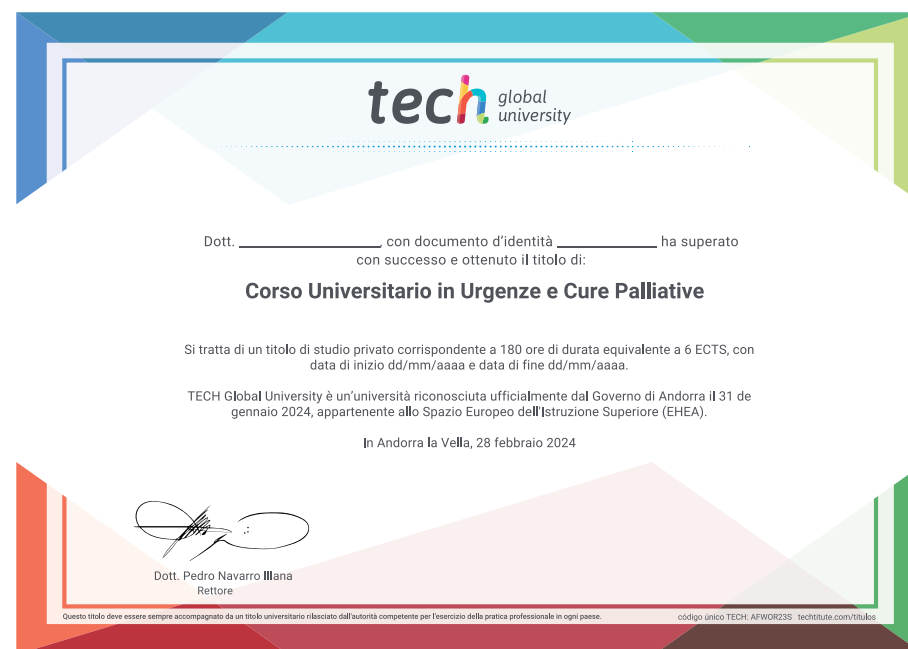 tech global university
Dott. ____________________, con documento d'identità ______________ ha superato
con successo e ottenuto il titolo di:
Corso Universitario in Urgenze e Cure Palliative
Si tratta di un titolo di studio privato corrispondente a 180 ore di durata equivalente a 6 ECTS, con
data di inizio dd/mm/aaaa e data di fine dd/mm/aaaa.
TECH Global University è un'università riconosciuta ufficialmente dal Governo di Andorra il 31 de
gennaio 2024, appartenente allo Spazio Europeo dell'Istruzione Superiore (EHEA).
In Andorra la Vella, 28 febbraio 2024
Dott. Pedro Navarro Illana
Rettore
Questo titolo deve essere sempre accompagnato da un titolo universitario rilasciato dall'autorità competente per l'esercizio della pratica professionale in ogni paese.
código único TECH: AFWOR23S techtitute.com/titulos